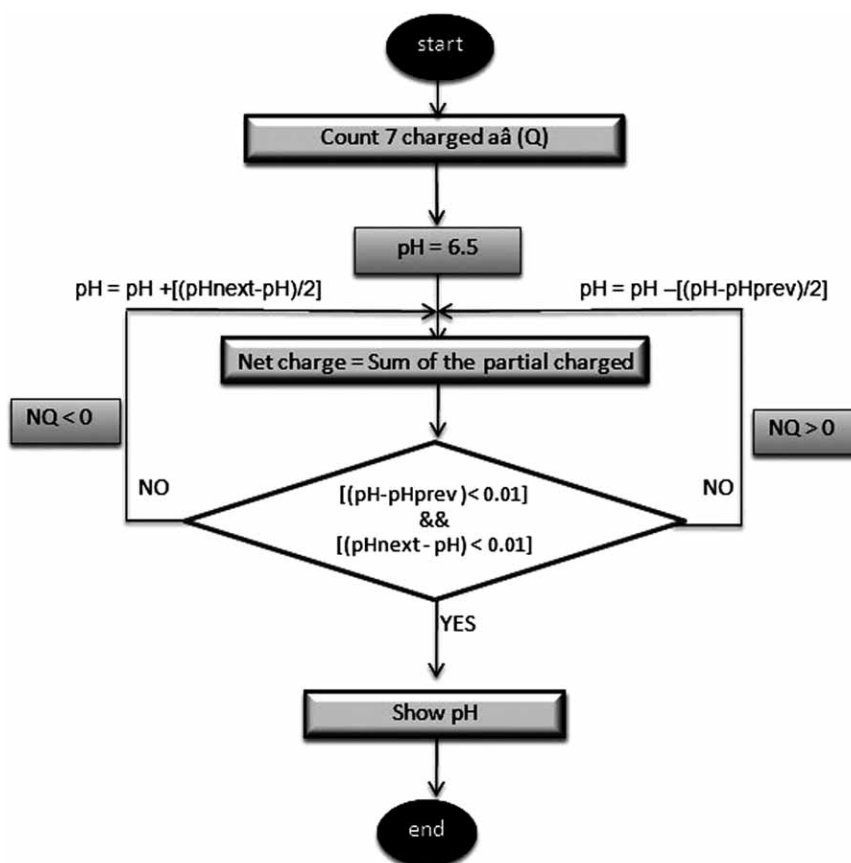 start
Count 7 charged aâ (Q)
pH = 6.5
pH = pH +[(pHnext-pH)/2]
pH = pH –[(pH-pHprev)/2]
Net charge = Sum of the partial charged
NQ < 0
NQ > 0
NO
NO
[(pH-pHprev)< 0.01]
&&
[(pHnext- pH) < 0.01]
YES
Show pH
end